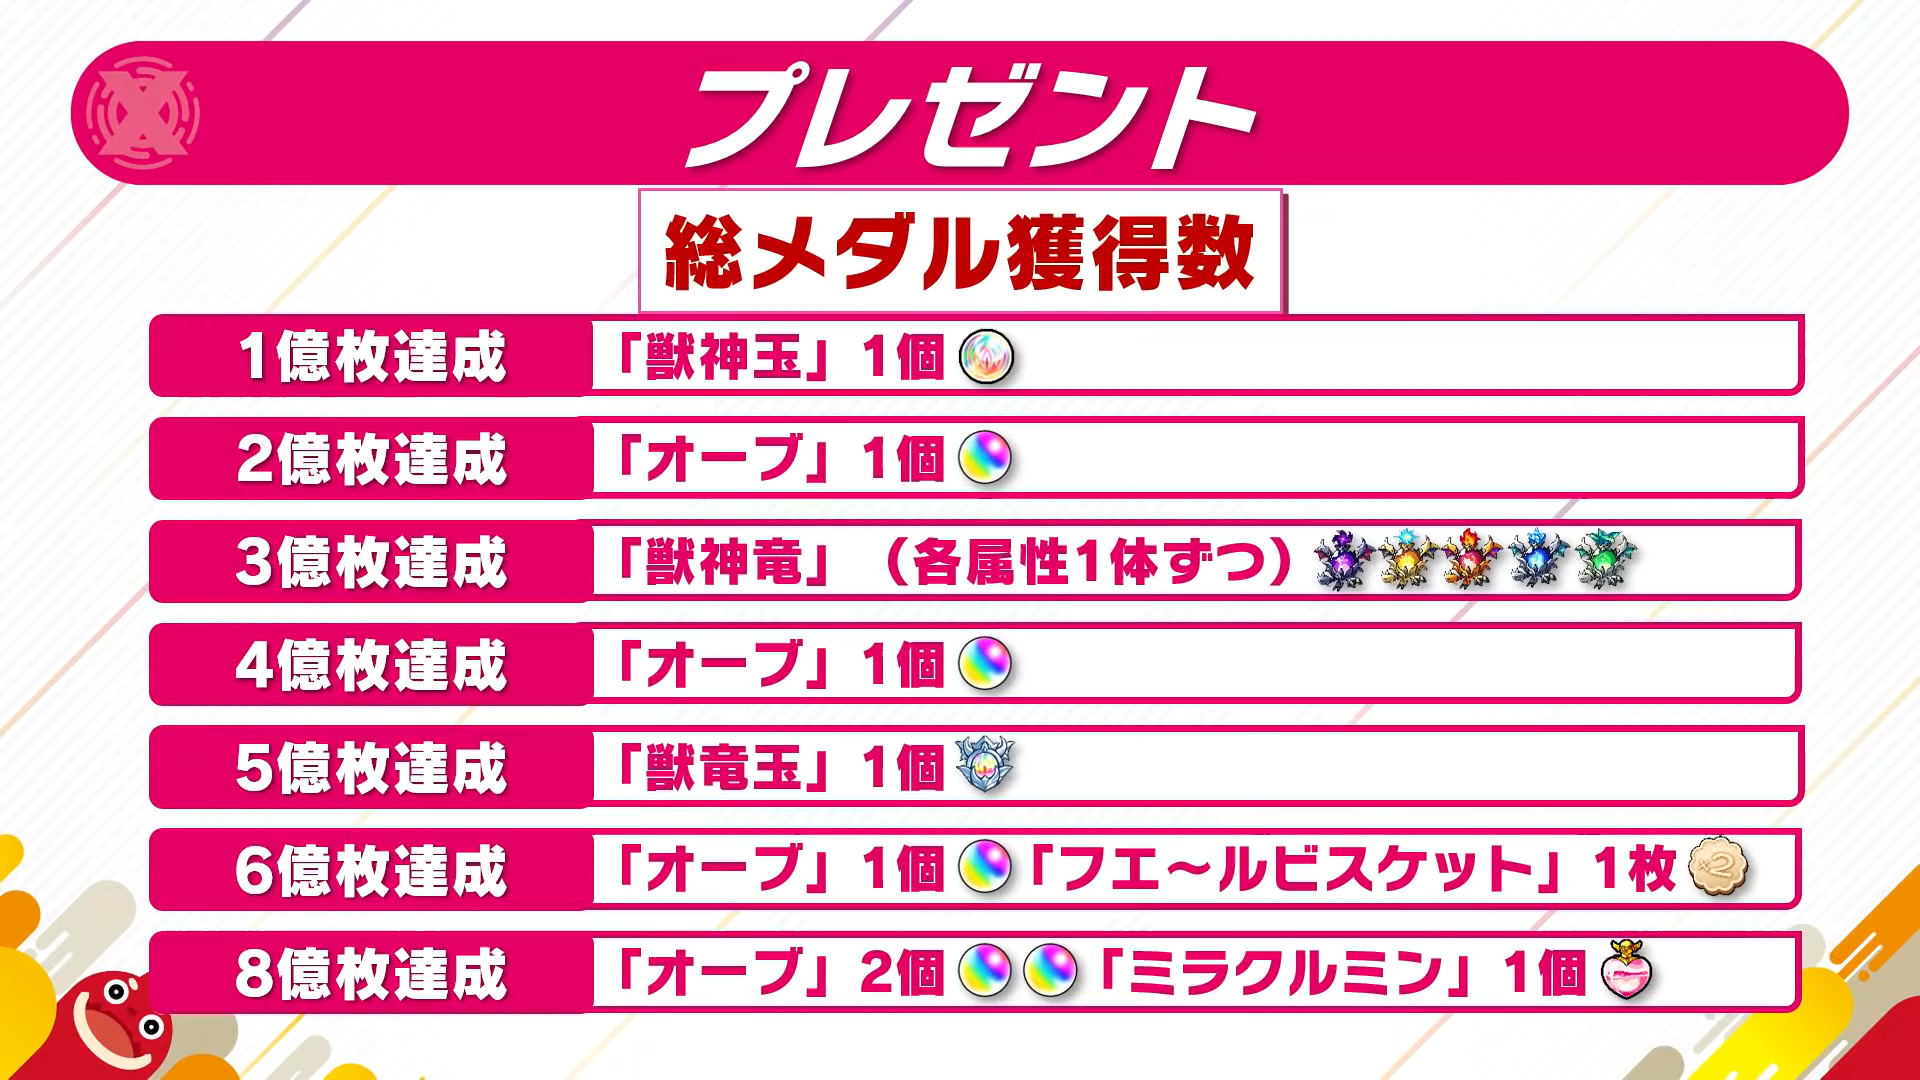 プレゼント
総メダル獲得数
1億枚達成 「獣神玉」 1個
2億枚達成 「オーブ」 1個
3億枚達成 「獣神竜」 (各属性1体ずつ)
4億枚達成 「オーブ」 1個
5億枚達成 「獣竜玉」 1個
6億枚達成 「オーブ」 1個 「フエ~ルビスケット」 1枚 +2
8億枚達成 「オーブ」 2個 「ミラクルミン」 1個